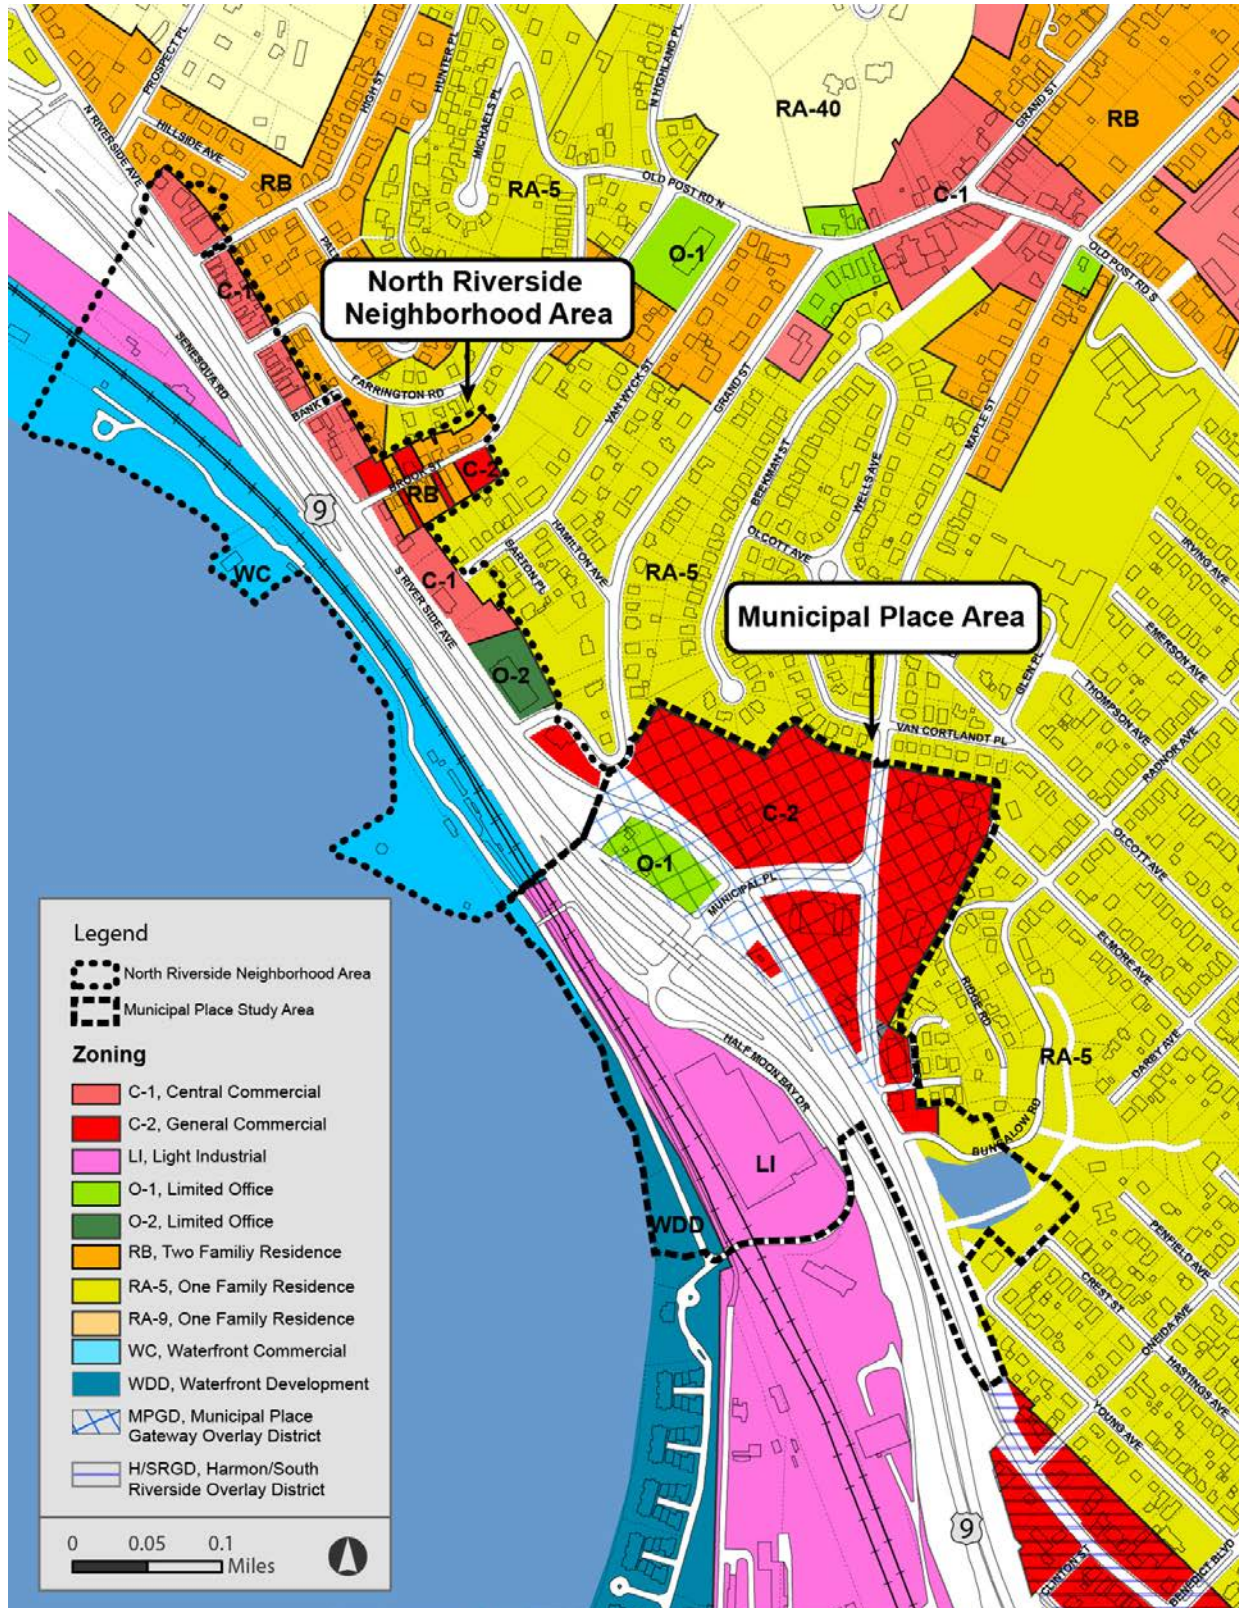 PROSPECT PL
N RIVERSIDE AVE
HILLSIDE AVE
HIGH ST
HUNTER PL
MICHAELS PL
N HIGHLAND PL
RA-40
GRAND ST
RB
RB
RA-5
OLD POST RD N
C-1
O-1
OLD POST RD S
North Riverside
Neighborhood Area
C-1
SENESQUA RD
FARRINGTON RD
BANK ST
VAN WYCK ST
GRAND ST
MAPLE ST
BEEKMAN ST
WELLS AVE
BROOK ST
C-2
RB
9
IRVING AVE
HAMILTON AVE
BARTON PL
OLCOTT AVE
WC
C-1
S RIVER SIDE AVE
RA-5
Municipal Place Area
EMERSON AVE
GLEN PL
THOMPSON AVE
RADNOR AVE
O-2
VAN CORTLANDT PL
C-2
OLCOTT AVE
O-1
MUNICIPAL PL
ELMORE AVE
RIDGE RD
DARBY AVE
HALF MOON BAY DR
RA-5
BUNGALOW RD
LI
WDD
PENFIELD AVE
CREST ST
ONEIDA AVE
HASTINGS AVE
YOUNG AVE
9
CLINTON ST
BENEDICT BLVD
Legend
North Riverside Neighborhood Area
Municipal Place Study Area
Zoning
C-1, Central Commercial
C-2, General Commercial
LI, Light Industrial
O-1, Limited Office
O-2, Limited Office
RB, Two Familiy Residence
RA-5, One Family Residence
RA-9, One Family Residence
WC, Waterfront Commercial
WDD, Waterfront Development
MPGD, Municipal Place
Gateway Overlay District
H/SRGD, Harmon/South
Riverside Overlay District
0 0.05 0.1
Miles